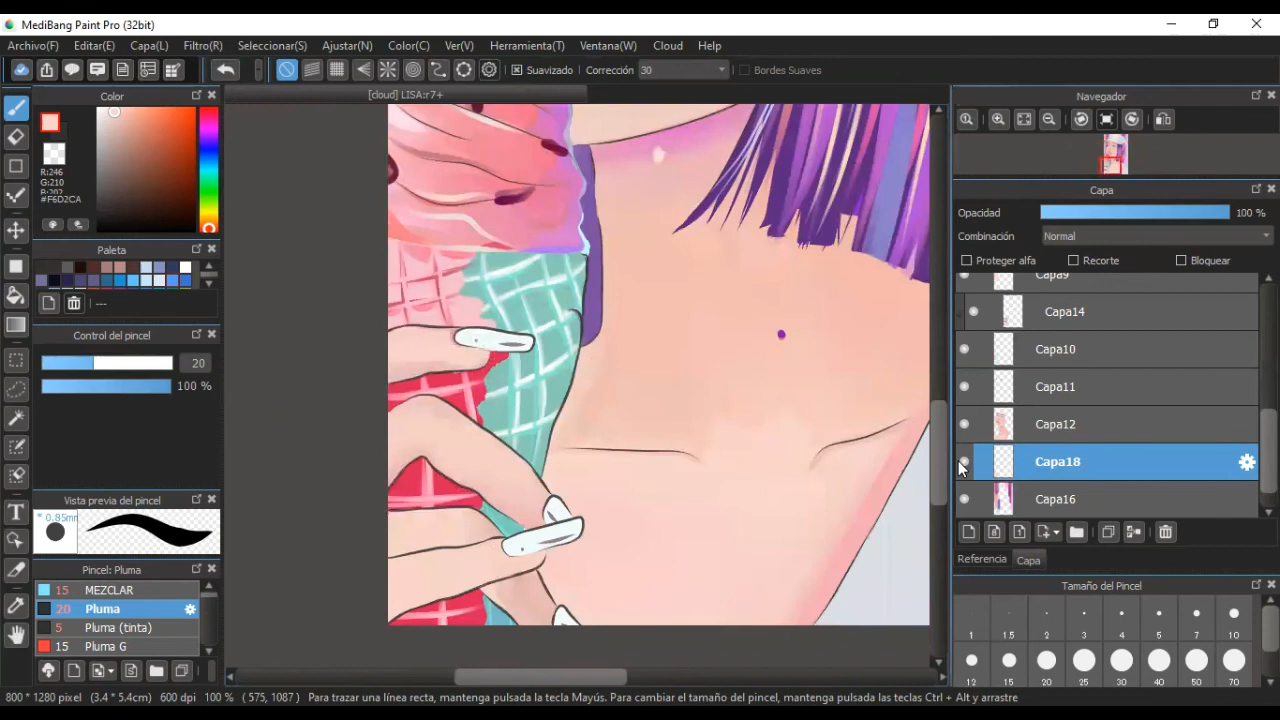 MediBang Paint Pro (32bit)
Archivo(F) Editar(E) Capa(L) Filtro(R) Seleccionar(S) Ajustar(N) Color(C) Ver(V) Herramienta(T) Ventana(W) Cloud Help
Suavizado Corrección 30 Bordes Suaves
Color
[cloud] LISA:r7+
Navegador
R:246
G:210
B:202
#F6D2CA
Capa
Opacidad 100 %
Combinación Normal
Proteger alfa Recorte Bloquear
Paleta
---
Capa9
Capa14
Control del pincel
20
100 %
Capa10
Capa11
Capa12
Capa18
Capa16
Vista previa del pincel
* 0.85mm
Referencia Capa
Pincel: Pluma
15 MEZCLAR
20 Pluma
5 Pluma (tinta)
15 Pluma G
Tamaño del Pincel
1 1.5 2 3 4 5 7 10
12 15 20 25 30 40 50 70
800 * 1280 pixel (3.4 * 5.4cm) 600 dpi 100 % ( 575, 1087 ) Para trazar una línea recta, mantenga pulsada la tecla Mayús. Para cambiar el tamaño del pincel, mantenga pulsadas las teclas Ctrl + Alt y arrastre